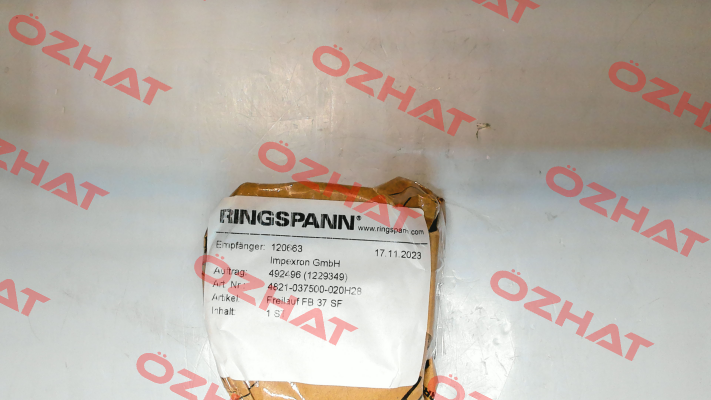 ÖZHAT
ÖZHAT
ÖZHAT
ÖZHAT
ÖZHAT
ÖZHAT
ÖZHAT
ÖZHAT
ÖZHAT
RINGSPANN® www.ringspann.com
Empfänger: 120663 17.11.2023
Impexron GmbH
Auftrag: 492496 (1229349)
Art. Nr.: 4821-037500-020H28
Artikel: Freilauf FB 37 SF
Inhalt: 1